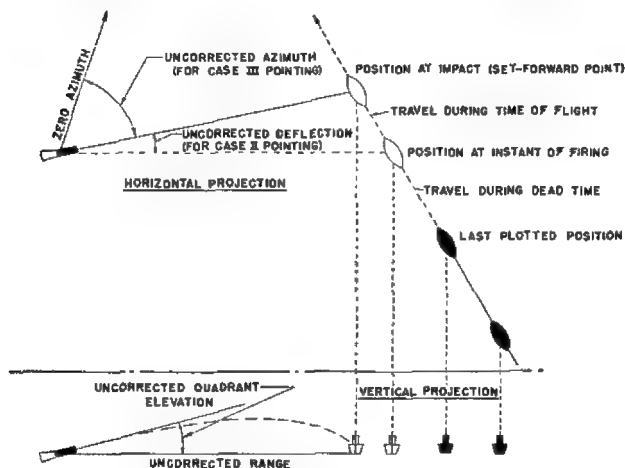 ZERO AZIMUTH
UNCORRECTED AZIMUTH
(FOR CASE III POINTING)
POSITION AT IMPACT (SET-FORWARD POINT)
TRAVEL DURING TIME OF FLIGHT
UNCORRECTED DEFLECTION
(FOR CASE II POINTING)
POSITION AT INSTANT OF FIRING
HORIZONTAL PROJECTION
TRAVEL DURING DEAD TIME
LAST PLOTTED POSITION
UNCORRECTED QUADRANT
ELEVATION
VERTICAL PROJECTION
UNCORRECTED RANGE